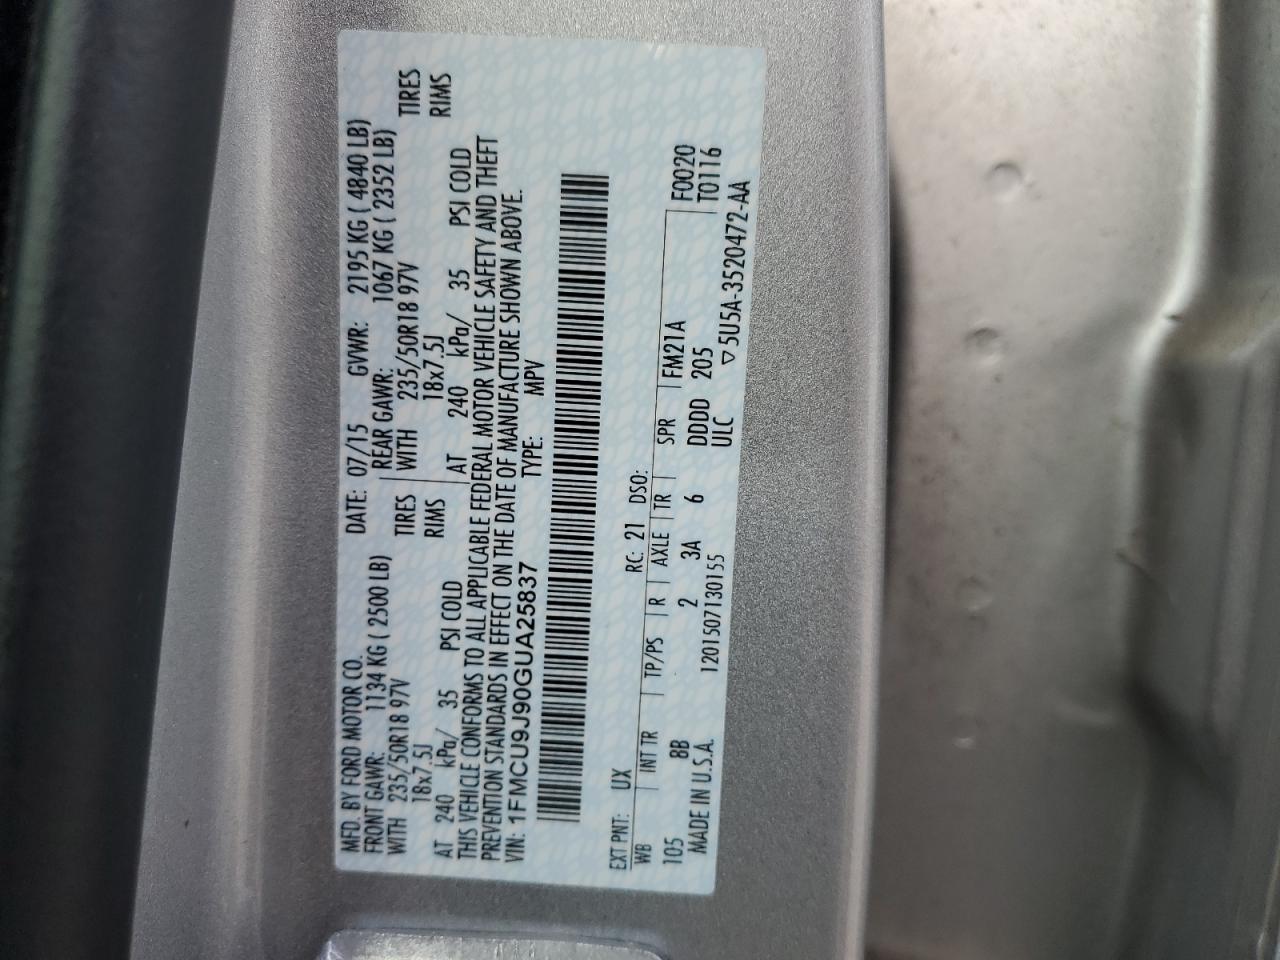 MFD. BY FORD MOTOR CO. DATE: 07/15 GVWR: 2195 KG ( 4840 LB)
FRONT GAWR: 1134 KG ( 2500 LB) REAR GAWR: 1067 KG ( 2352 LB)
WITH 235/50R18 97V TIRES WITH 235/50R18 97V TIRES
18x7.5J RIMS 18x7.5J RIMS
AT 240 kPa/ 35 PSI COLD AT 240 kPa/ 35 PSI COLD
THIS VEHICLE CONFORMS TO ALL APPLICABLE FEDERAL MOTOR VEHICLE SAFETY AND THEFT
PREVENTION STANDARDS IN EFFECT ON THE DATE OF MANUFACTURE SHOWN ABOVE.
VIN: 1FMCU9J90GUA25837 TYPE: MPV
EXT PNT: UX RC: 21 DSO:
WB INT TR TP/PS R AXLE TR SPR FM21A F0020
105 8B 2 3A 6 DDDD 205 T0116
MADE IN U.S.A. 1201507130155 ULC ▽5U5A-3520472-AA